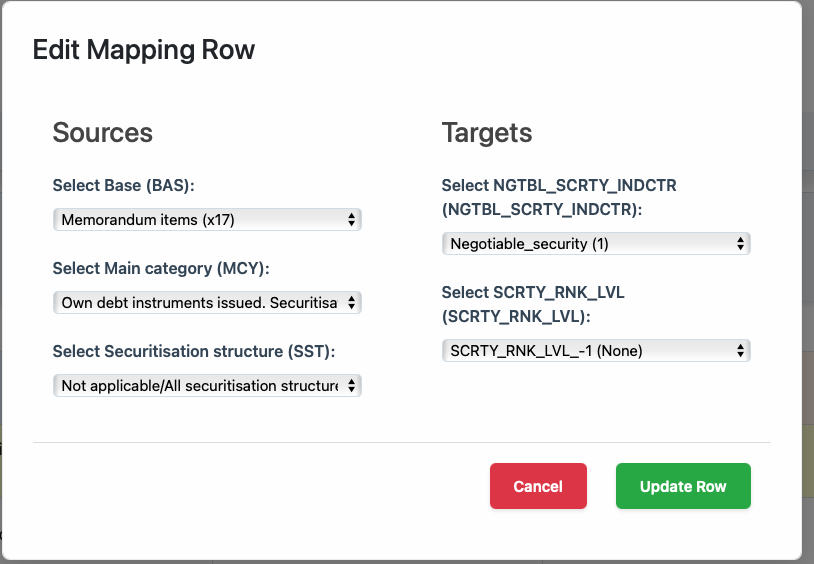 Edit Mapping Row
Sources
Select Base (BAS):
Memorandum items (x17)
Select Main category (MCY):
Own debt instruments issued. Securitisa
Select Securitisation structure (SST):
Not applicable/All securitisation structure
Targets
Select NGTBL_SCRTY_INDCTR
(NGTBL_SCRTY_INDCTR):
Negotiable_security (1)
Select SCRTY_RNK_LVL
(SCRTY_RNK_LVL):
SCRTY_RNK_LVL_-1 (None)
Cancel
Update Row